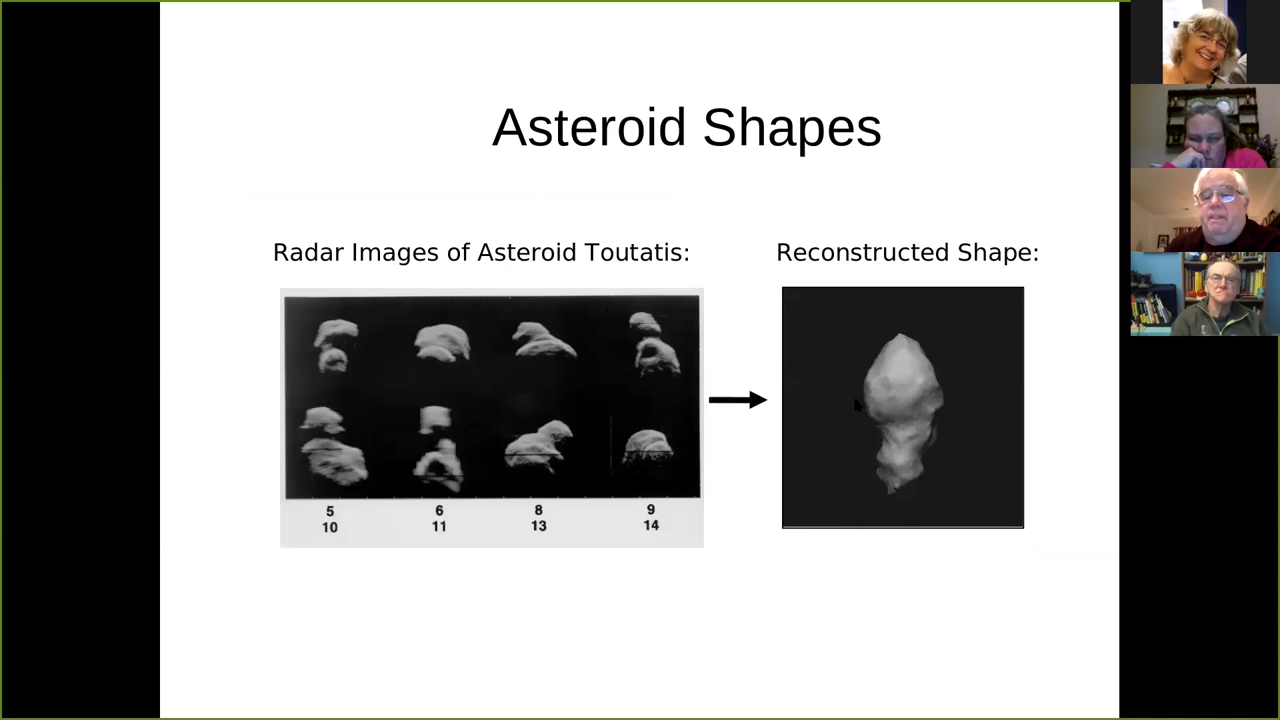 Asteroid Shapes
Radar Images of Asteroid Toutatis:
Reconstructed Shape:
5 6 8 9
10 11 13 14